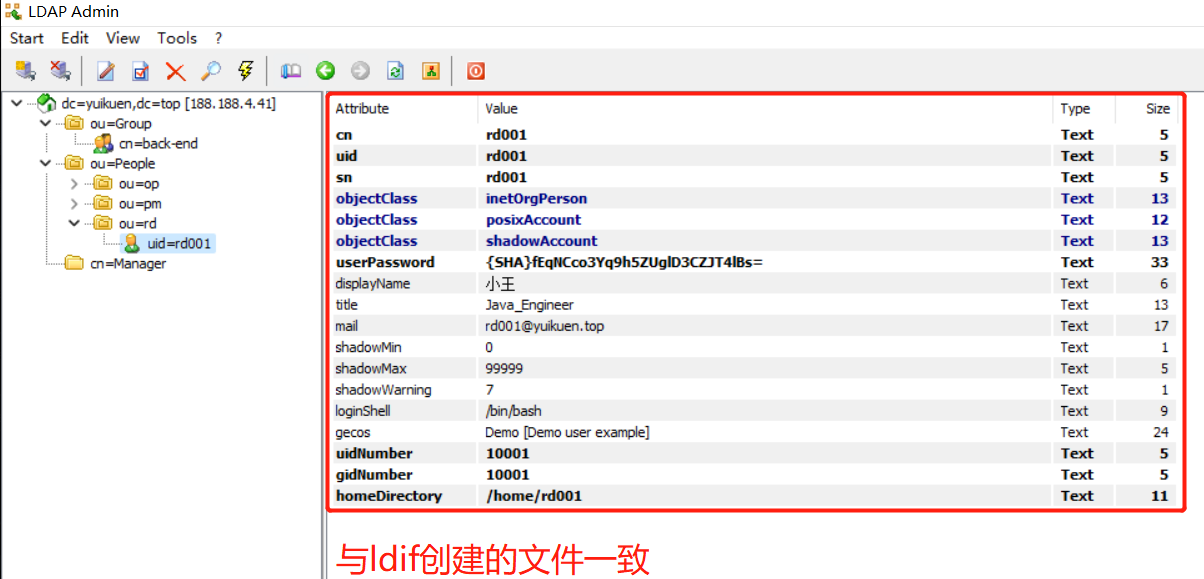 LDAP Admin
Start Edit View Tools ?
dc=yuikuen,dc=top [188.188.4.41]
ou=Group
cn=back-end
ou=People
ou=op
ou=pm
ou=rd
uid=rd001
cn=Manager
Attribute Value Type Size
cn rd001 Text 5
uid rd001 Text 5
sn rd001 Text 5
objectClass inetOrgPerson Text 13
objectClass posixAccount Text 12
objectClass shadowAccount Text 13
userPassword {SHA}fEqNCco3Yq9h5ZUglD3CZJT4lBs= Text 33
displayName 小王 Text 6
title Java_Engineer Text 13
mail rd001@yuikuen.top Text 17
shadowMin 0 Text 1
shadowMax 99999 Text 5
shadowWarning 7 Text 1
loginShell /bin/bash Text 9
gecos Demo [Demo user example] Text 24
uidNumber 10001 Text 5
gidNumber 10001 Text 5
homeDirectory /home/rd001 Text 11
与ldif创建的文件一致